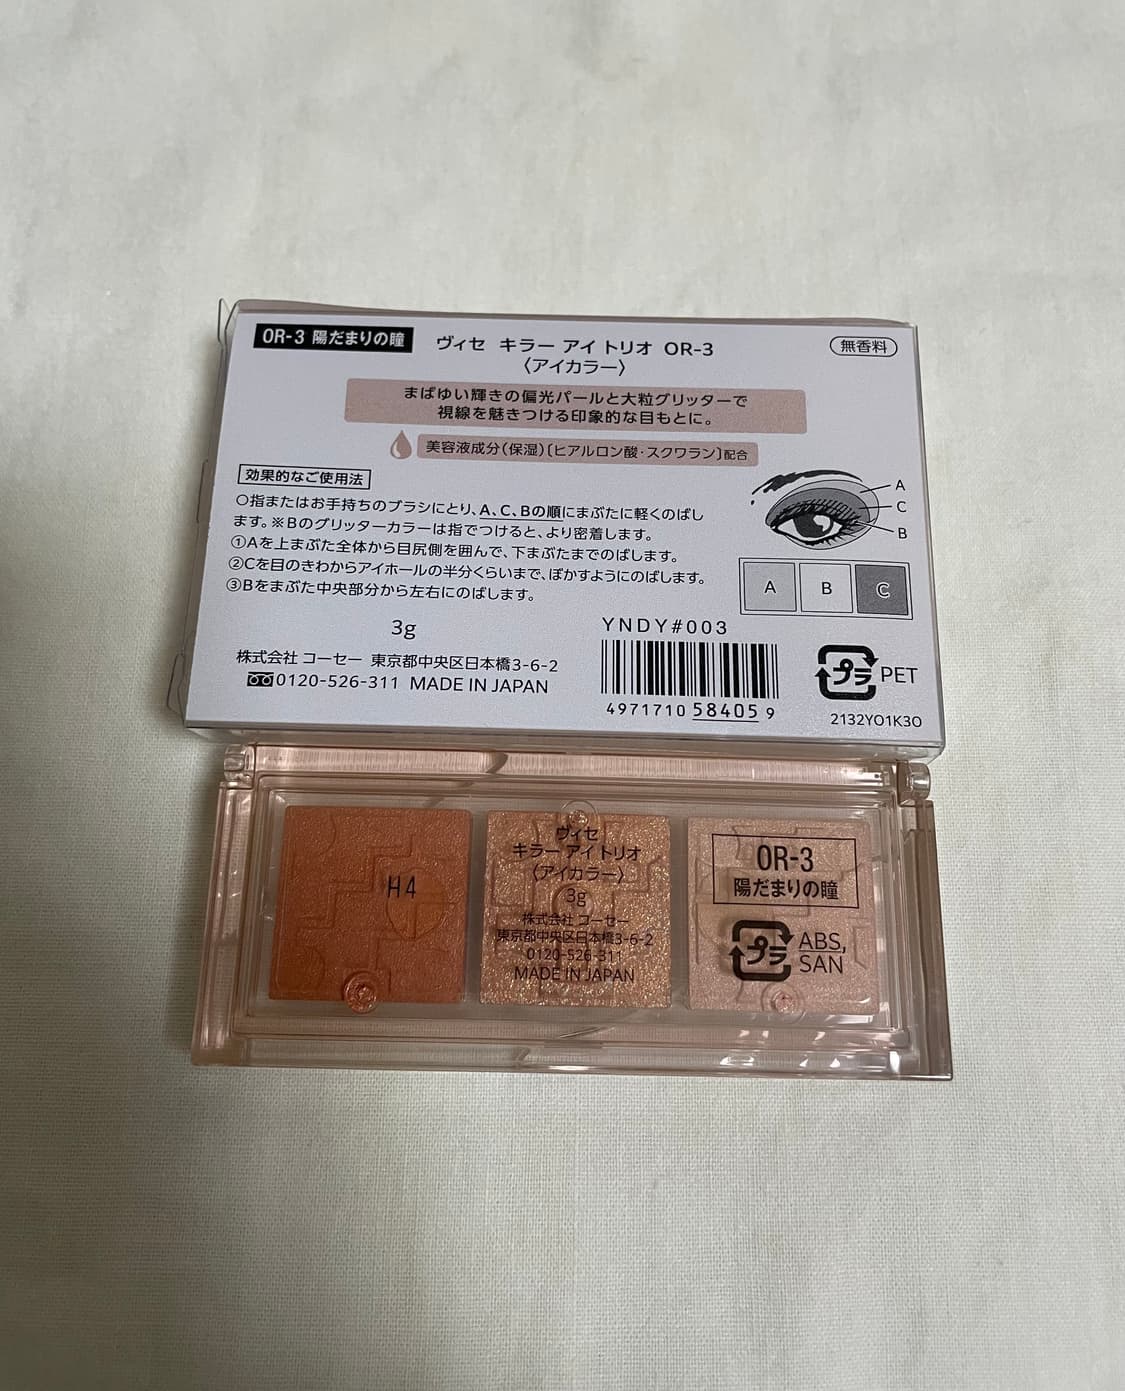 OR-3 陽だまりの瞳
ヴィセ キラー アイ トリオ OR-3
〈アイカラー〉
無香料
まばゆい輝きの偏光パールと大粒グリッターで
視線を魅きつける印象的な目もとに。
美容液成分(保湿)〔ヒアルロン酸・スクワラン〕配合
効果的なご使用法
○指またはお手持ちのブラシにとり、A、C、Bの順にまぶたに軽くのばし
ます。※Bのグリッターカラーは指でつけると、より密着します。
①Aを上まぶた全体から目尻側を囲んで、下まぶたまでのばします。
②Cを目のきわからアイホールの半分くらいまで、ぼかすようにのばします。
③Bをまぶた中央部分から左右にのばします。
A
C
B
A B C
3g
株式会社 コーセー 東京都中央区日本橋3-6-2
0120-526-311 MADE IN JAPAN
YNDY#003
4971710 58405 9
プラ PET
2132YO1K3O
H4
ヴィセ
キラー アイ トリオ
〈アイカラー〉
3g
株式会社 コーセー
東京都中央区日本橋3-6-2
0120-526-311
MADE IN JAPAN
OR-3
陽だまりの瞳
プラ ABS,
SAN